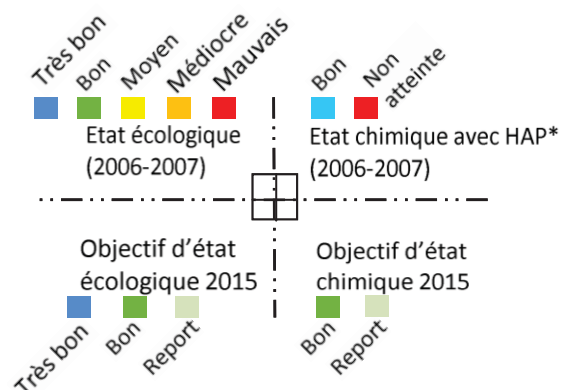 Très bon
Bon
Moyen
Médiocre
Mauvais
Etat écologique
(2006-2007)
Bon
Non
atteinte
Etat chimique avec HAP*
(2006-2007)
Objectif d'état
écologique 2015
Très bon
Bon
Report
Objectif d'état
chimique 2015
Bon
Report